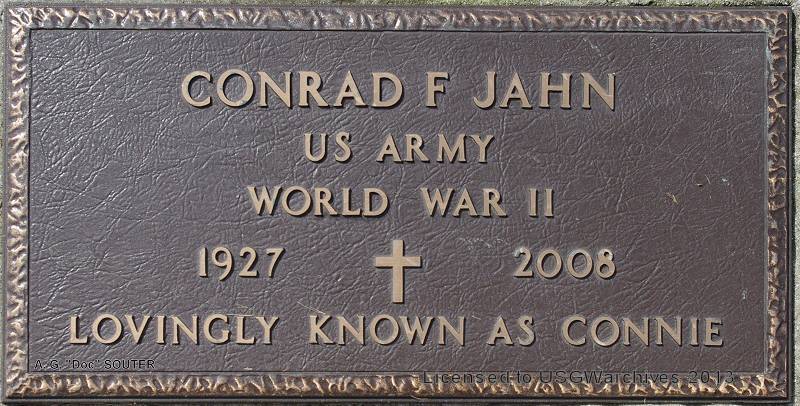 CONRAD F JAHN
US ARMY
WORLD WAR II
1927 2008
LOVINGLY KNOWN AS CONNIE
A. G. "Doc" SOUTER
Licensed to USGWarchives 2013